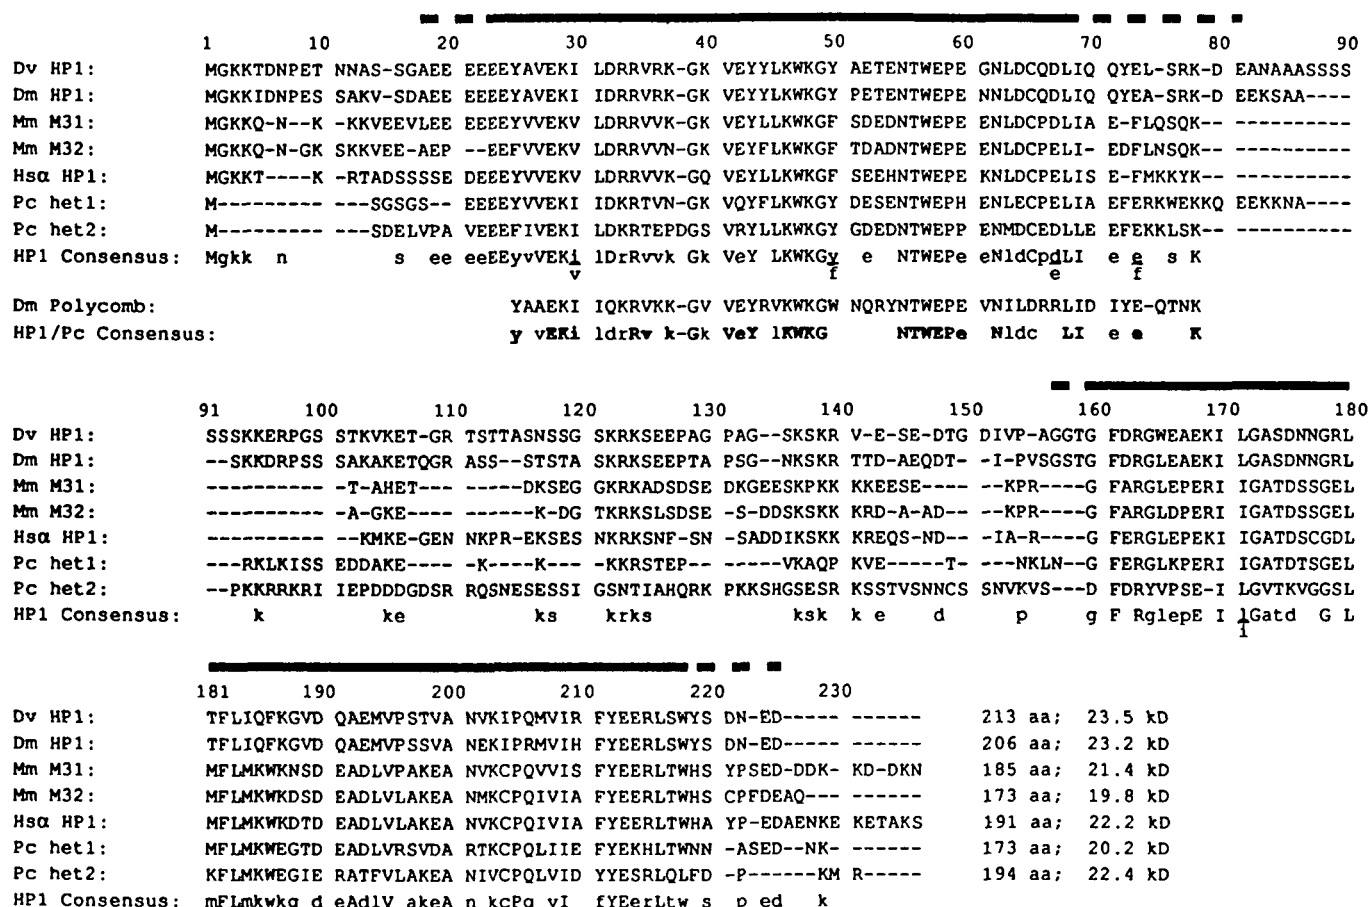 1 10 20 30 40 50 60 70 80 90
Dv HP1: MGKKTDNPET NNAS-SGAEE EEEEYAVEKI LDRRVRK-GK VEYYLKWKGY AETENTWEPE GNLDCQDLIQ QYEL-SRK-D EANAAASSSS
Dm HP1: MGKKIDNPESS SAKV-SDAEE EEEEYAVEKI IDRRVRK-GK VEYYLKWKGY PETENTWEPE NNLDCQDLIQ QYEA-SRK-D EEKSAA----
Mm M31: MGKKQ-N--K -KKVEEVLEE EEEEYVVEKV LDRRVVK-GK VEYLLKWKGF SDEDNTWEPE ENLDCPDLIA E-FLQSQK-- ----------
Mm M32: MGKKQ-N-GK SKKVEE-AEP --EEFVVEKV LDRRVVN-GK VEYFLKWKGF TDADNTWEPE ENLDCPELI- EDFLNSQK-- ----------
Hsα HP1: MGKKT----K -RTADSSSSE DEEEYVVEKV LDRRVVK-GQ VEYLLKWKGF SEEHNTWEPE KNLDCPELIS E-FMKKYK-- ----------
Pc het1: M--------- ---SGSGS-- EEEEYVVEKI IDKRTVN-GK VQYFLKWKGY DESENTWEPH ENLECPELIA EFERKWEKKQ EEKKNA----
Pc het2: M--------- ---SDELVPA VEEEFIVEKI LDKRTEPDGS VRYLLKWKGY GDEDNTWEPP ENMDCEDLLE EFEKKLSK-- ----------
HP1 Consensus: Mgkk n s ee eeEEyvVEKi lDrRvvk Gk VeY LKWKGy e NTWEPe eNldCpdLI e e s K
v f e f
Dm Polycomb: YAAEKI IQKRVKK-GV VEYRVKWKGW NQRYNTWEPE VNILDRRLID IYE-QTNK
HP1/Pc Consensus: y vEKi ldrRv k-Gk VeY lKWKG NTWEPe Nldc LI e e K
91 100 110 120 130 140 150 160 170 180
Dv HP1: SSSKKERPGS STKVKET-GR TSTTASNSSG SKRKSEEPAG PAG--SKSKR V-E-SE-DTG DIVP-AGGTG FDRGWEAEKI LGASDNNGRL
Dm HP1: --SKKDRPSS SAKAKETQGR ASS--STSTA SKRKSEEPTA PSG--NKSKR TTD-AEQDT- -I-PVSGSTG FDRGLEAEKI LGASDNNGRL
Mm M31: ---------- -T-AHET--- -----DKSEG GKRKADSDSE DKGEESKPKK KKEESE---- ---KPR---G FARGLEPERI IGATDSSGEL
Mm M32: ---------- -A-GKE---- ------K-DG TKRKSLSDSE -S-DDSKSKK KRD-A-AD-- ---KPR---G FARGLDPERI IGATDSSGEL
Hsα HP1: ---------- --KMKE-GEN NKPR-EKSES NKRKSNF-SN -SADDIKSKK KREQS-ND-- -IA-R----G FERGLEPEKI IGATDSCGDL
Pc het1: ---RKLKISS EDDAKE---- -K----K--- -KKRSTEP-- ----VKAQP KVE---T--- ---NKLN--G FERGLKPERI IGATDTSGEL
Pc het2: --PKKRRKRI IEPDDDGDSR RQSNESESSI GSNTIAHQRK PKKSHGSESR KSSTVSNNCS SNVKVS---D FDRYVPSE-I LGVTKVGGSL
HP1 Consensus: k ke ks krks ksk k e d p g F RglepE I lGatd G L
i
181 190 200 210 220 230
Dv HP1: TFLIQFKGVD QAEMVPSTVA NVKIPQMVIR FYEERLSWYS DN-ED----- ------ 213 aa; 23.5 kD
Dm HP1: TFLIQFKGVD QAEMVPSSVA NEKIPRMVIH FYEERLSWYS DN-ED----- ------ 206 aa; 23.2 kD
Mm M31: MFLMKWKNSD EADLVPAKEA NVKCPQVVIS FYEERLTWHS YPSED-DDK- KD-DKN 185 aa; 21.4 kD
Mm M32: MFLMKWKDSD EADLVLAKEA NMKCPQIVIA FYEERLTWHS CPFDEAQ--- ------ 173 aa; 19.8 kD
Hsα HP1: MFLMKWKDTD EADLVLAKEA NVKCPQIVIA FYEERLTWHA YP-EDAENKE KETAKS 191 aa; 22.2 kD
Pc het1: MFLMKWEGTD EADLVRSVDA RTKCPQLIIE FYEKHLTWNN -ASED--NK- ------ 173 aa; 20.2 kD
Pc het2: KFLMKWEGIE RATFVLAKEA NIVCPQLVID YYESRLQLFD -P------KM R----- 194 aa; 22.4 kD
HP1 Consensus: mFLmkwkg d eAdlV akeA n kcPq vI fYEerLtw s p ed k